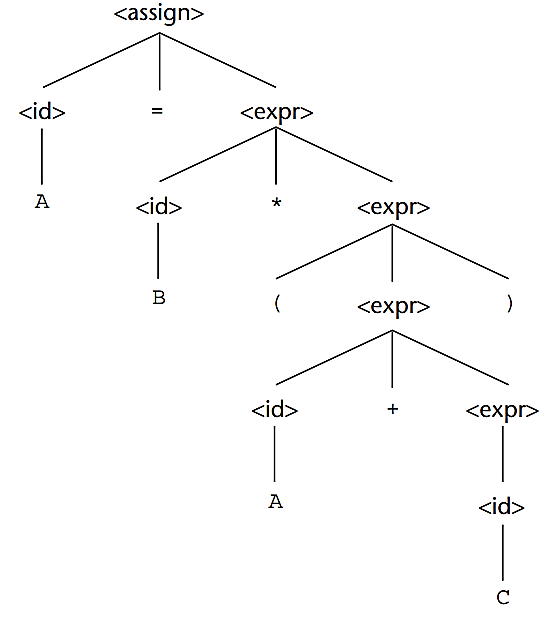 <assign>
<id> = <expr>
A <id> * <expr>
B ( <expr> )
<id> + <expr>
A <id>
C